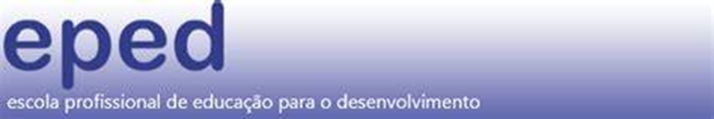 eped
escola profissional de educação para o desenvolvimento